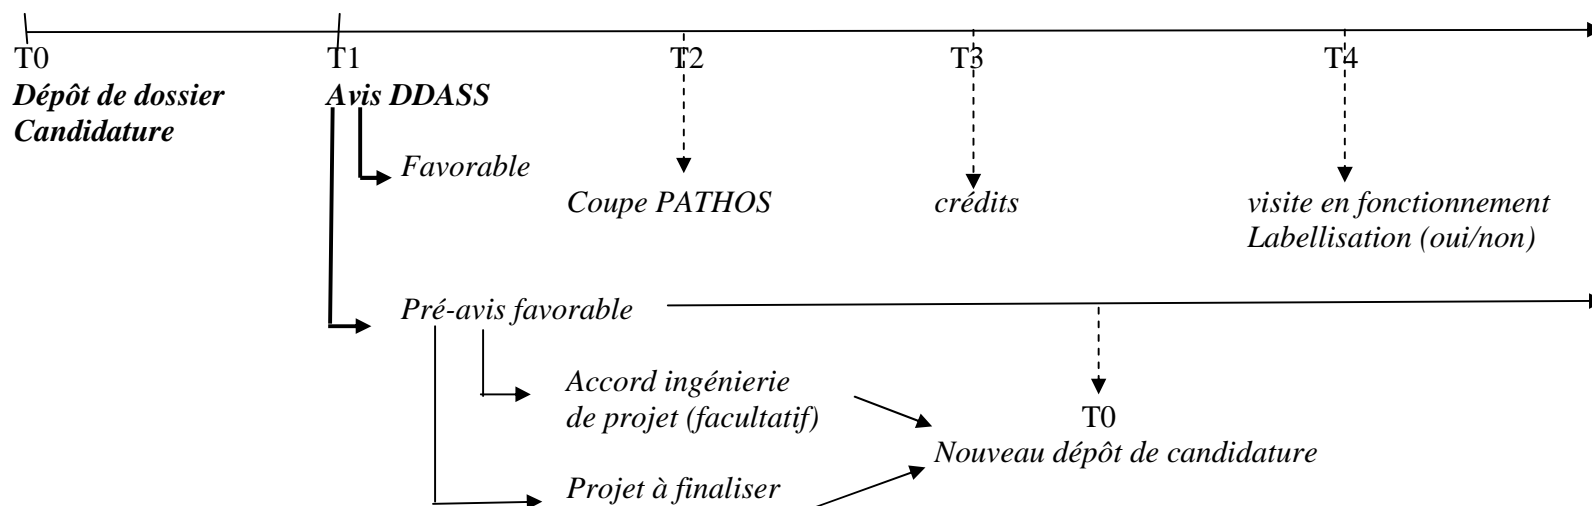 T0 T1 T2 T3 T4
Dépôt de dossier Avis DDASS
Candidature
Favorable
Coupe PATHOS crédits visite en fonctionnement
Labellisation (oui/non)
Pré-avis favorable
Accord ingénierie
de projet (facultatif) T0
Nouveau dépôt de candidature
Projet à finaliser